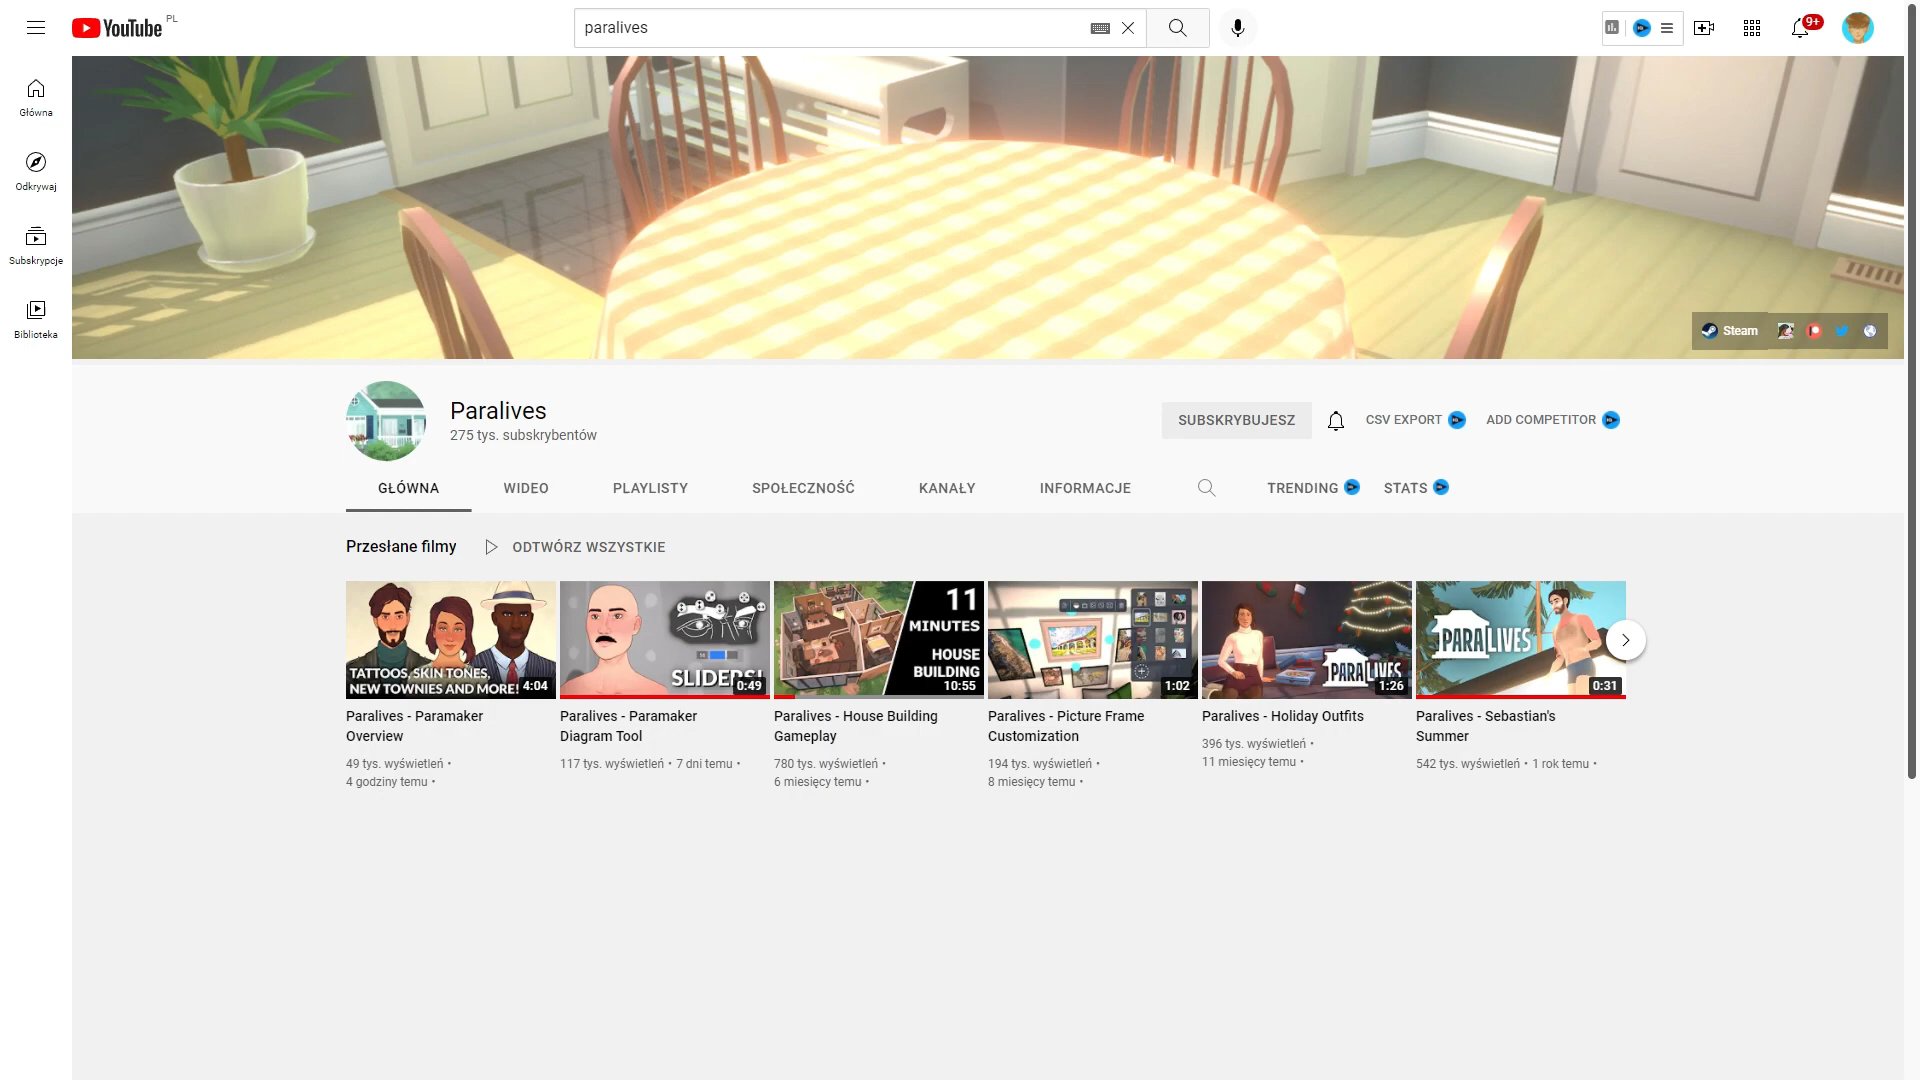 YouTube PL
paralives
9+
Główna
Odkrywaj
Subskrypcje
Biblioteka
Steam
Paralives
275 tys. subskrybentów
SUBSKRYBUJESZ
CSV EXPORT
ADD COMPETITOR
GŁÓWNA
WIDEO
PLAYLISTY
SPOŁECZNOŚĆ
KANAŁY
INFORMACJE
TRENDING
STATS
Przesłane filmy
ODTWÓRZ WSZYSTKIE
TATTOOS, SKIN TONES,
NEW TOWNIES AND MORE!
4:04
Paralives - Paramaker
Overview
49 tys. wyświetleń •
4 godziny temu •
SLIDERS!
0:49
Paralives - Paramaker
Diagram Tool
117 tys. wyświetleń • 7 dni temu •
11
MINUTES
HOUSE
BUILDING
10:55
Paralives - House Building
Gameplay
780 tys. wyświetleń •
6 miesięcy temu •
1:02
Paralives - Picture Frame
Customization
194 tys. wyświetleń •
8 miesięcy temu •
PARALIVES
1:26
Paralives - Holiday Outfits
396 tys. wyświetleń •
11 miesięcy temu •
PARALIVES
0:31
Paralives - Sebastian's
Summer
542 tys. wyświetleń • 1 rok temu •